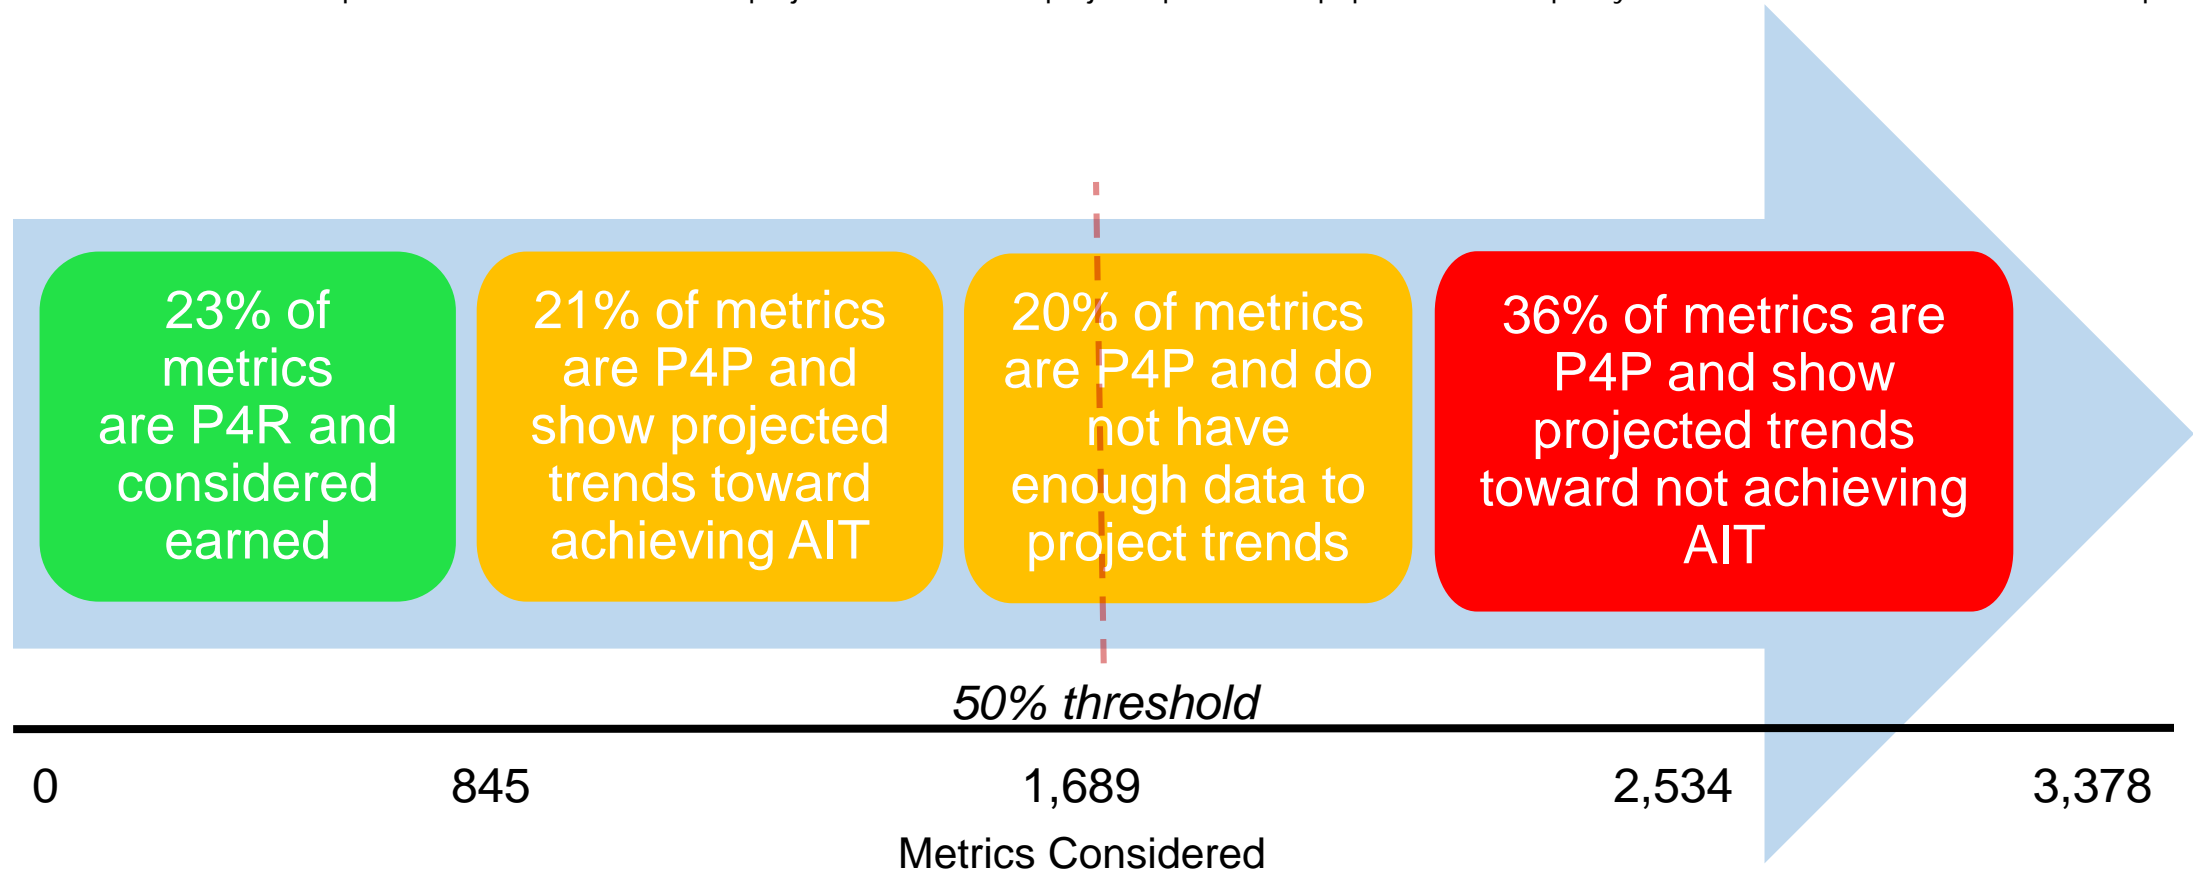 23% of
metrics
are P4R and
considered
earned
21% of metrics
are P4P and
show projected
trends toward
achieving AIT
20% of metrics
are P4P and do
not have
enough data to
project trends
36% of metrics are
P4P and show
projected trends
toward not achieving
AIT
50% threshold
0
845
1,689
2,534
3,378
Metrics Considered